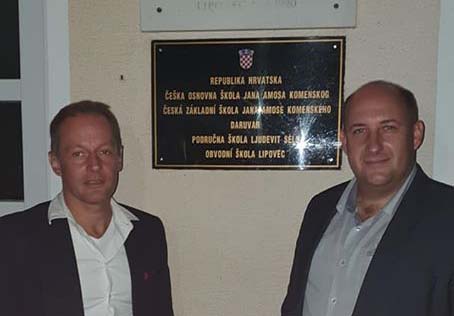 REPUBLIKA HRVATSKA
ČEŠKA OSNOVNA ŠKOLA JANA AMOSA KOMENSKOG
ČESKÁ ZÁKLADNÍ ŠKOLA JANA AMOSE KOMENSKÉHO
DARUVAR
PODRUČNA ŠKOLA LJUDEVIT
OBVODNÍ ŠKOLA LIPOVEC